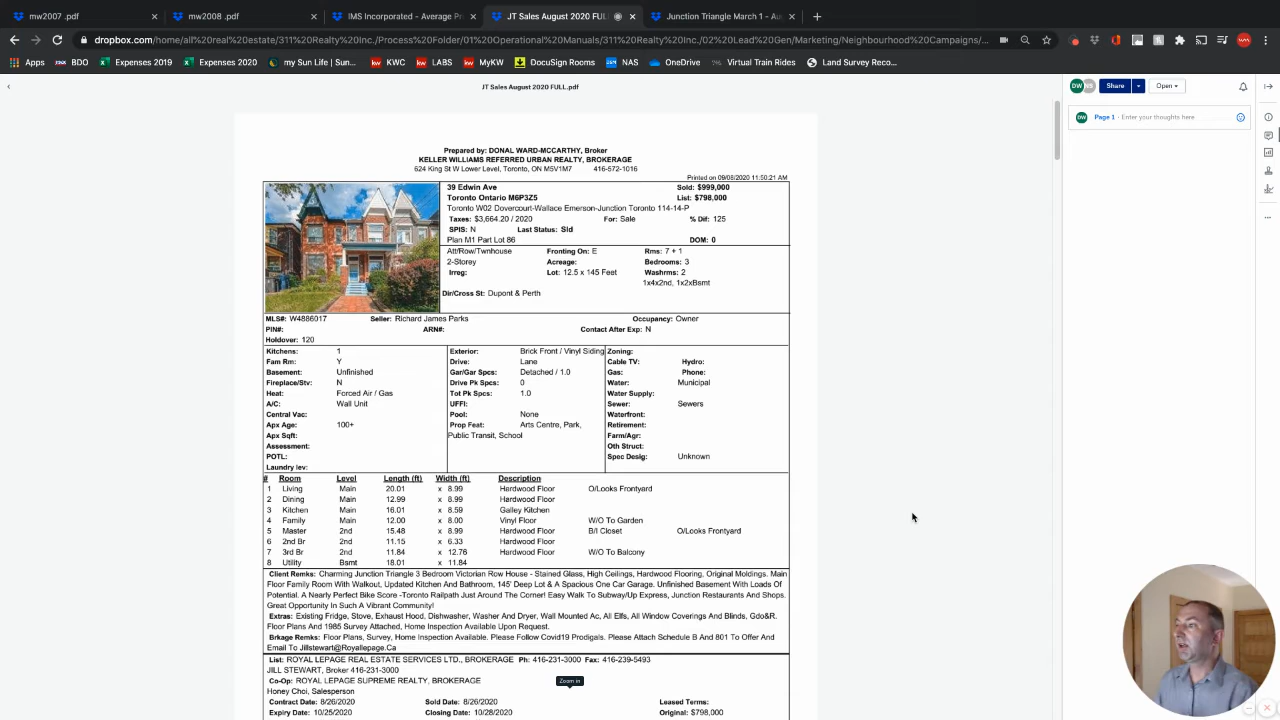 mw2007 .pdf
mw2008 .pdf
IMS Incorporated - Average Pr
JT Sales August 2020 FULL
Junction Triangle March 1 - Au
dropbox.com/home/all%20real%20estate/311%20Realty%20Inc./Process%20Folder/01%20Operational%20Manuals/311%20Realty%20Inc./02%20Lead%20Gen/Marketing/Neighbourhood%20Campaigns/...
Apps BDO Expenses 2019 Expenses 2020 my Sun Life | Sun... KWC LABS MyKW DocuSign Rooms NAS OneDrive Virtual Train Rides Land Survey Reco...
JT Sales August 2020 FULL.pdf
DW NS Share Open
DW Page 1 · Enter your thoughts here
Prepared by: DONAL WARD-MCCARTHY, Broker
KELLER WILLIAMS REFERRED URBAN REALTY, BROKERAGE
624 King St W Lower Level, Toronto, ON M5V1M7 416-572-1016
Printed on 09/08/2020 11:50:21 AM
39 Edwin Ave Sold: $999,000
Toronto Ontario M6P3Z5 List: $798,000
Toronto W02 Dovercourt-Wallace Emerson-Junction Toronto 114-14-P
Taxes: $3,664.20 / 2020 For: Sale % Dif: 125
SPIS: N Last Status: Sld
Plan M1 Part Lot 86 DOM: 0
Att/Row/Twnhouse Fronting On: E Rms: 7 + 1
2-Storey Acreage: Bedrooms: 3
Irreg: Lot: 12.5 x 145 Feet Washrms: 2
1x4x2nd, 1x2xBsmt
Dir/Cross St: Dupont & Perth
MLS#: W4886017 Seller: Richard James Parks Occupancy: Owner
PIN#: ARN#: Contact After Exp: N
Holdover: 120
Kitchens: 1 Exterior: Brick Front / Vinyl Siding Zoning:
Fam Rm: Y Drive: Lane Cable TV: Hydro:
Basement: Unfinished Gar/Gar Spcs: Detached / 1.0 Gas: Phone:
Fireplace/Stv: N Drive Pk Spcs: 0 Water: Municipal
Heat: Forced Air / Gas Tot Pk Spcs: 1.0 Water Supply:
A/C: Wall Unit UFFI: Sewer: Sewers
Central Vac: Pool: None Waterfront:
Apx Age: 100+ Prop Feat: Arts Centre, Park, Retirement:
Apx Sqft: Public Transit, School Farm/Agr:
Assessment: Oth Struct:
POTL: Spec Desig: Unknown
Laundry lev:
# Room Level Length (ft) Width (ft) Description
1 Living Main 20.01 x 8.99 Hardwood Floor O/Looks Frontyard
2 Dining Main 12.99 x 8.99 Hardwood Floor
3 Kitchen Main 16.01 x 8.59 Galley Kitchen
4 Family Main 12.00 x 8.00 Vinyl Floor W/O To Garden
5 Master 2nd 15.48 x 8.99 Hardwood Floor B/I Closet O/Looks Frontyard
6 2nd Br 2nd 11.15 x 6.33 Hardwood Floor
7 3rd Br 2nd 11.84 x 12.76 Hardwood Floor W/O To Balcony
8 Utility Bsmt 18.01 x 11.84
Client Remks: Charming Junction Triangle 3 Bedroom Victorian Row House - Stained Glass, High Ceilings, Hardwood Flooring, Original Moldings. Main
Floor Family Room With Walkout, Updated Kitchen And Bathroom, 145' Deep Lot & A Spacious One Car Garage. Unfinished Basement With Loads Of
Potential. A Nearly Perfect Bike Score -Toronto Railpath Just Around The Corner! Easy Walk To Subway/Up Express, Junction Restaurants And Shops.
Great Opportunity In Such A Vibrant Community!
Extras: Existing Fridge, Stove, Exhaust Hood, Dishwasher, Washer And Dryer, Wall Mounted Ac, All Elfs, All Window Coverings And Blinds, Gdo&R.
Floor Plans And 1985 Survey Attached, Home Inspection Available Upon Request.
Brkage Remks: Floor Plans, Survey, Home Inspection Available. Please Follow Covid19 Prodigals. Please Attach Schedule B And 801 To Offer And
Email To Jillstewart@Royallepage.Ca
List: ROYAL LEPAGE REAL ESTATE SERVICES LTD., BROKERAGE Ph: 416-231-3000 Fax: 416-239-5493
JILL STEWART, Broker 416-231-3000
Co-Op: ROYAL LEPAGE SUPREME REALTY, BROKERAGE
Zoom in
Honey Choi, Salesperson
Contract Date: 8/26/2020 Sold Date: 8/26/2020 Leased Terms:
Expiry Date: 10/25/2020 Closing Date: 10/28/2020 Original: $798,000